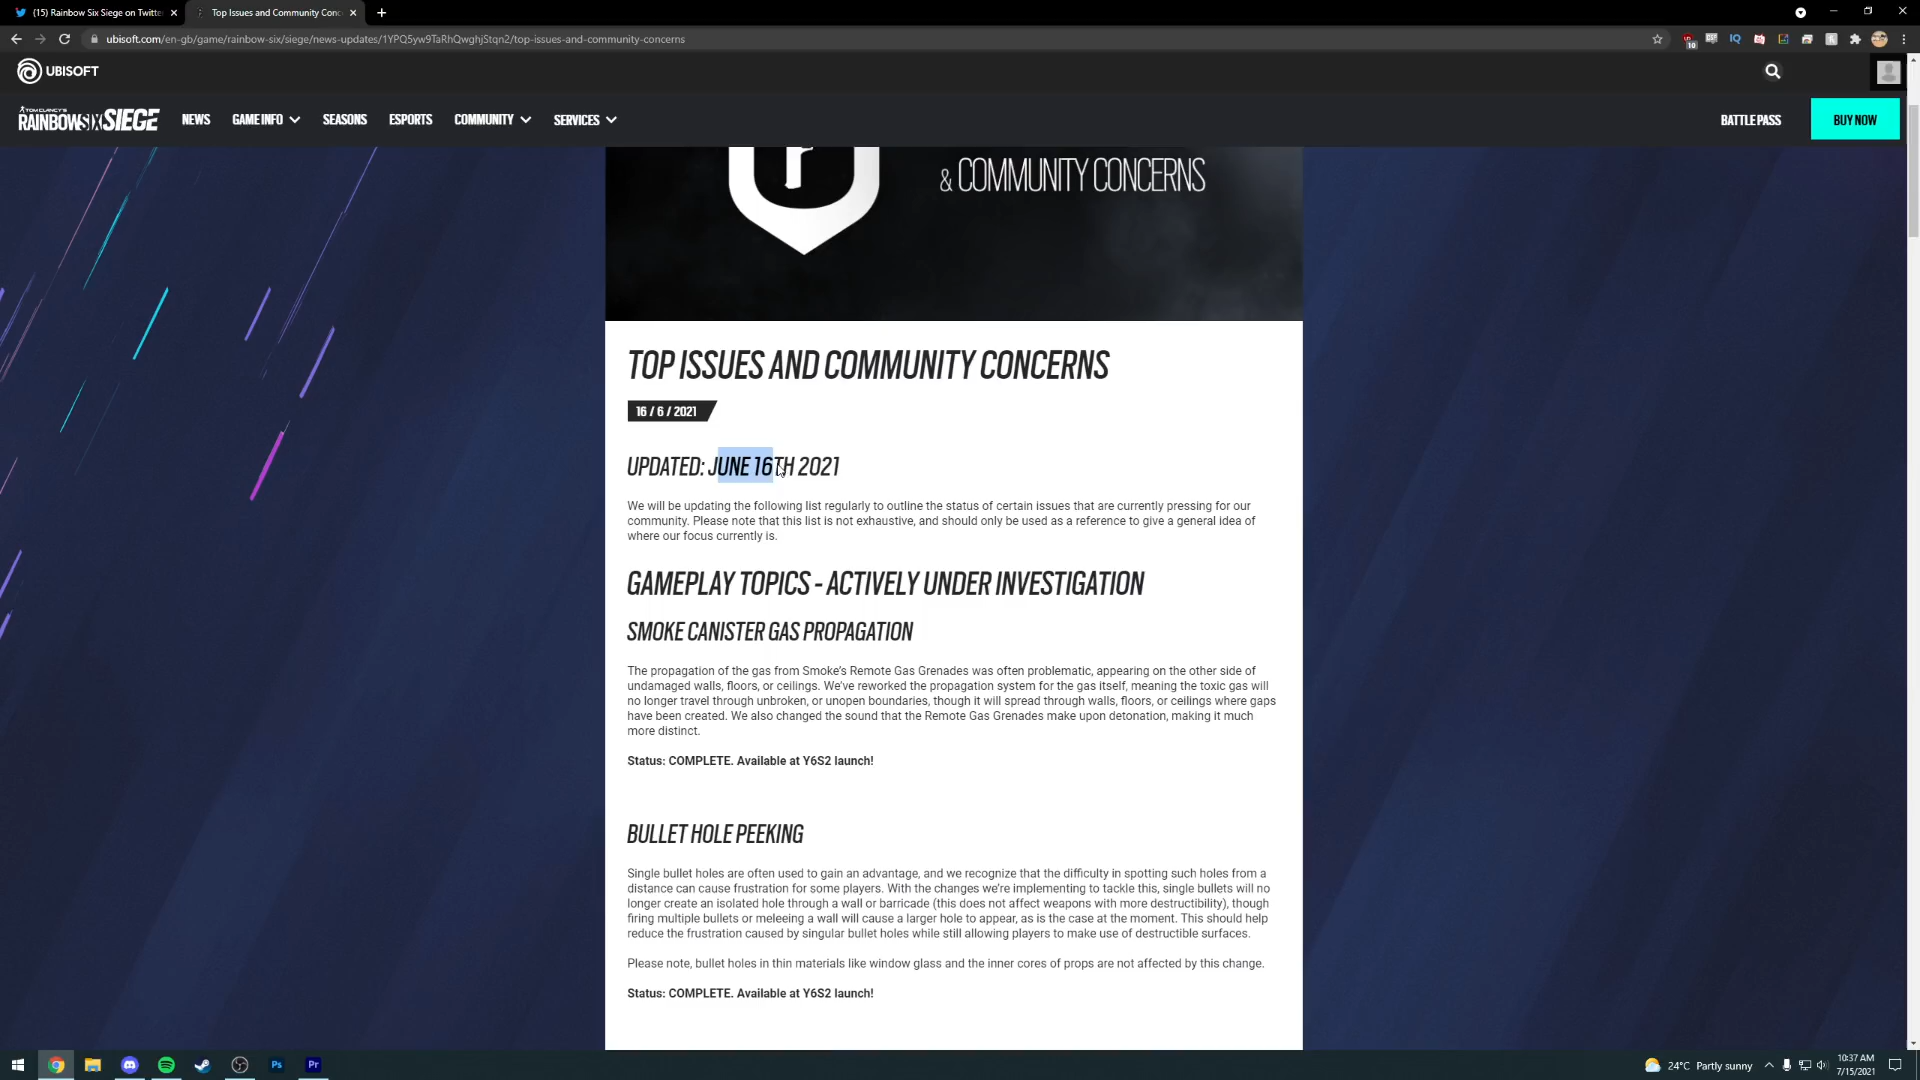 (15) Rainbow Six Siege on Twitte
Top Issues and Community Conc
ubisoft.com/en-gb/game/rainbow-six/siege/news-updates/1YPQ5yw9TaRhQwghjStqn2/top-issues-and-community-concerns
10
IQ
UBISOFT
TOM CLANCY'S
RAINBOWSIX SIEGE
NEWS
GAME INFO
SEASONS
ESPORTS
COMMUNITY
SERVICES
BATTLE PASS
BUY NOW
& COMMUNITY CONCERNS
TOP ISSUES AND COMMUNITY CONCERNS
16 / 6 / 2021
UPDATED: JUNE 16TH 2021
We will be updating the following list regularly to outline the status of certain issues that are currently pressing for our
community. Please note that this list is not exhaustive, and should only be used as a reference to give a general idea of
where our focus currently is.
GAMEPLAY TOPICS - ACTIVELY UNDER INVESTIGATION
SMOKE CANISTER GAS PROPAGATION
The propagation of the gas from Smoke's Remote Gas Grenades was often problematic, appearing on the other side of
undamaged walls, floors, or ceilings. We've reworked the propagation system for the gas itself, meaning the toxic gas will
no longer travel through unbroken, or unopen boundaries, though it will spread through walls, floors, or ceilings where gaps
have been created. We also changed the sound that the Remote Gas Grenades make upon detonation, making it much
more distinct.
Status: COMPLETE. Available at Y6S2 launch!
BULLET HOLE PEEKING
Single bullet holes are often used to gain an advantage, and we recognize that the difficulty in spotting such holes from a
distance can cause frustration for some players. With the changes we're implementing to tackle this, single bullets will no
longer create an isolated hole through a wall or barricade (this does not affect weapons with more destructibility), though
firing multiple bullets or meleeing a wall will cause a larger hole to appear, as is the case at the moment. This should help
reduce the frustration caused by singular bullet holes while still allowing players to make use of destructible surfaces.
Please note, bullet holes in thin materials like window glass and the inner cores of props are not affected by this change.
Status: COMPLETE. Available at Y6S2 launch!
Ps
Pr
24°C Partly sunny
10:37 AM
7/15/2021